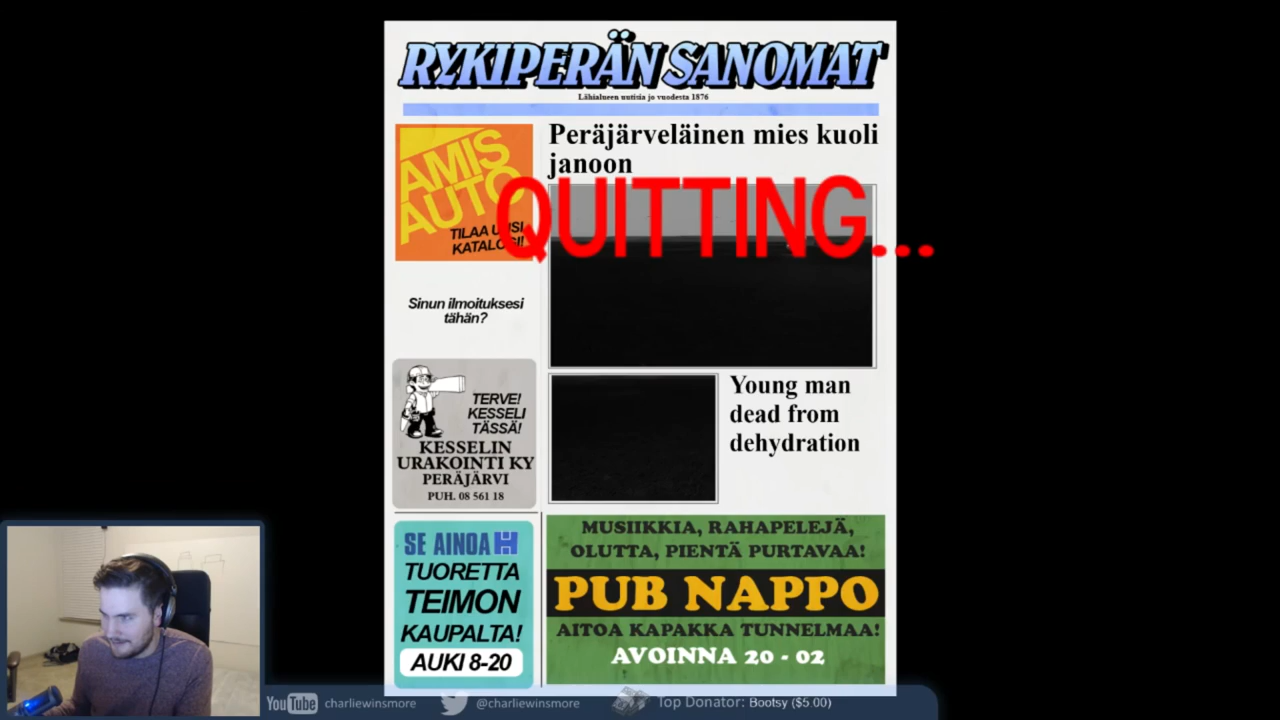 RYKIPERÄN SANOMAT
Lähialueen uutisia jo vuodesta 1876
AMIS
AUTO
TILAA UUSI
KATALOGI!
Peräjärveläinen mies kuoli
janoon
QUITTING...
Sinun ilmoituksesi
tähän?
TERVE!
KESSELI
TÄSSÄ!
KESSELIN
URAKOINTI KY
PERÄJÄRVI
PUH. 08 561 18
Young man
dead from
dehydration
SE AINOA H
TUORETTA
TEIMON
KAUPALTA!
AUKI 8-20
MUSIIKKIA, RAHAPELEJÄ,
OLUTTA, PIENTÄ PURTAVAA!
PUB NAPPO
AITOA KAPAKKA TUNNELMAA!
AVOINNA 20 - 02
YouTube charliewinsmore @charliewinsmore Top Donator: Bootsy ($5.00)